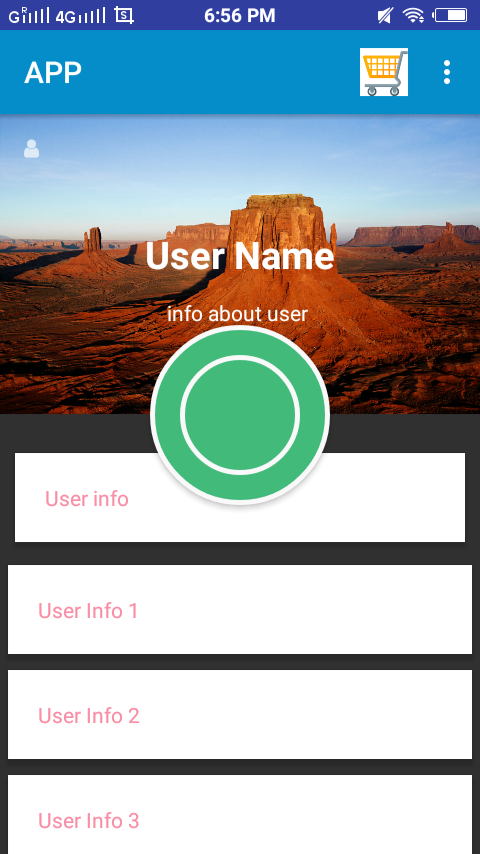 G R 4G S 6:56 PM
APP
User Name
info about user
User info
User Info 1
User Info 2
User Info 3